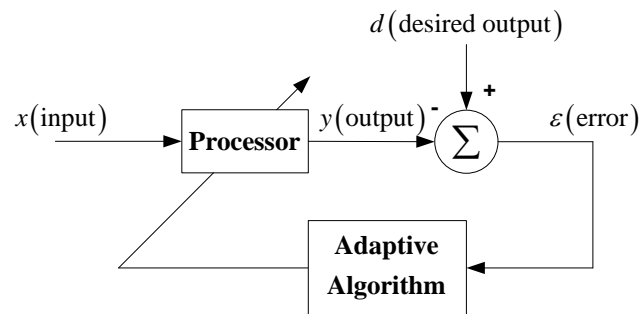 d(desired output)
x(input)
Processor
y(output)
-
+
Σ
ε(error)
Adaptive
Algorithm